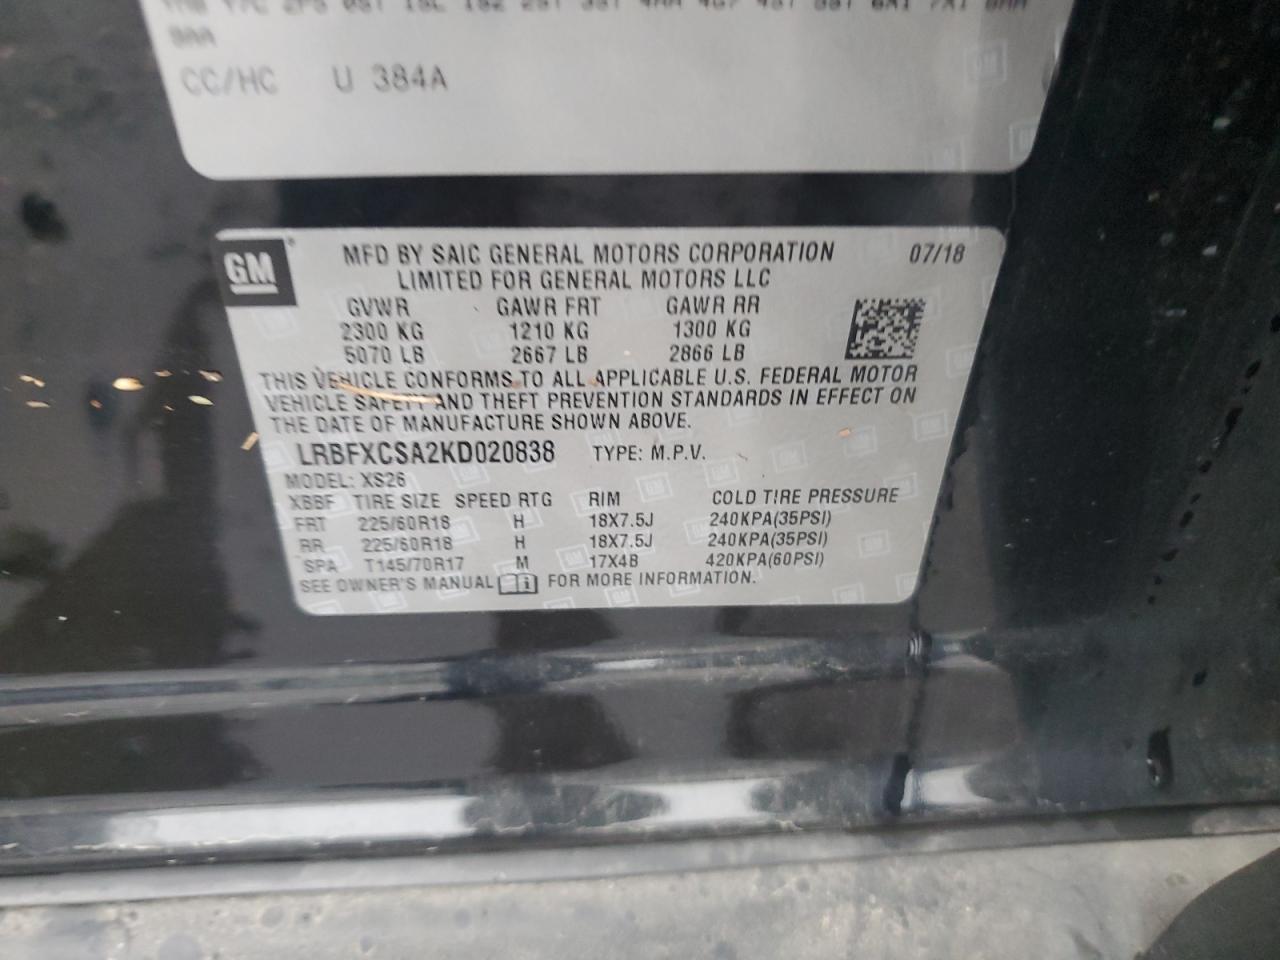 9AA
CC/HC U 384A
GM
MFD BY SAIC GENERAL MOTORS CORPORATION 07/18
LIMITED FOR GENERAL MOTORS LLC
GVWR GAWR FRT GAWR RR
2300 KG 1210 KG 1300 KG
5070 LB 2667 LB 2866 LB
THIS VEHICLE CONFORMS TO ALL APPLICABLE U.S. FEDERAL MOTOR
VEHICLE SAFETY AND THEFT PREVENTION STANDARDS IN EFFECT ON
THE DATE OF MANUFACTURE SHOWN ABOVE.
LRBFXCSA2KD020838 TYPE: M.P.V.
MODEL: XS26
XBBF TIRE SIZE SPEED RTG RIM COLD TIRE PRESSURE
FRT 225/60R18 H 18X7.5J 240KPA(35PSI)
RR 225/60R18 H 18X7.5J 240KPA(35PSI)
SPA T145/70R17 M 17X4B 420KPA(60PSI)
SEE OWNER'S MANUAL FOR MORE INFORMATION.